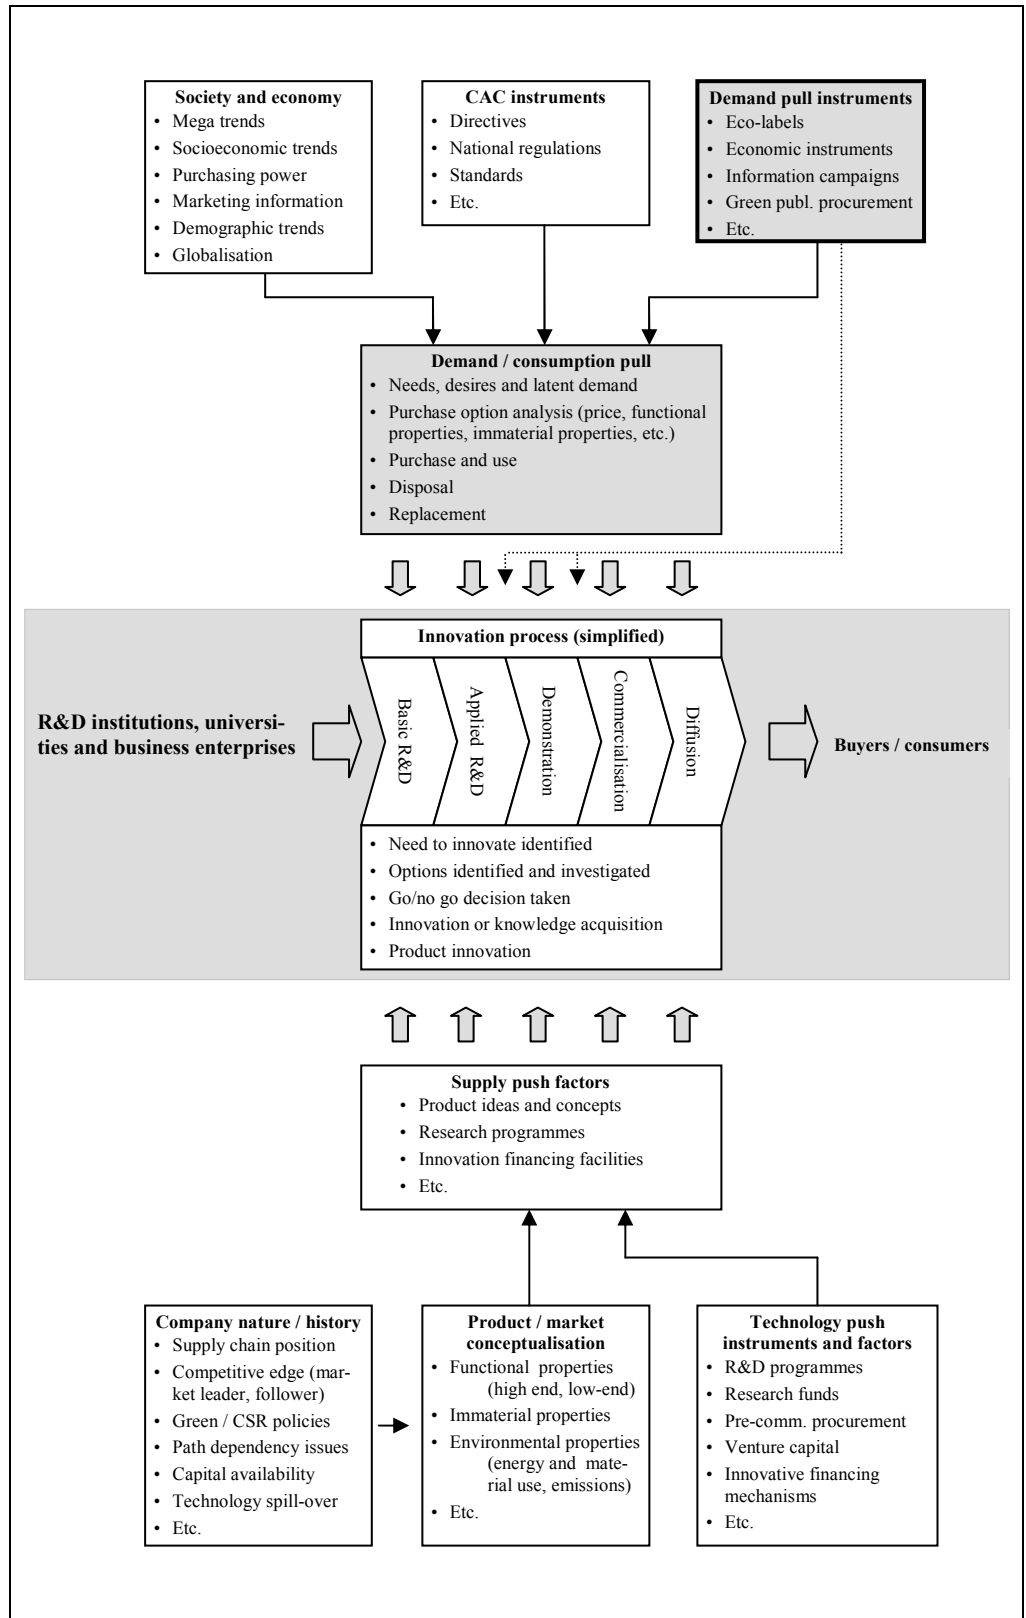 Society and economy
• Mega trends
• Socioeconomic trends
• Purchasing power
• Marketing information
• Demographic trends
• Globalisation
CAC instruments
• Directives
• National regulations
• Standards
• Etc.
Demand pull instruments
• Eco-labels
• Economic instruments
• Information campaigns
• Green publ. procurement
• Etc.
Demand / consumption pull
• Needs, desires and latent demand
• Purchase option analysis (price, functional
properties, immaterial properties, etc.)
• Purchase and use
• Disposal
• Replacement
Innovation process (simplified)
R&D institutions, universi-
ties and business enterprises
Basic R&D
Applied R&D
Demonstration
Commercialisation
Diffusion
Buyers / consumers
• Need to innovate identified
• Options identified and investigated
• Go/no go decision taken
• Innovation or knowledge acquisition
• Product innovation
Supply push factors
• Product ideas and concepts
• Research programmes
• Innovation financing facilities
• Etc.
Company nature / history
• Supply chain position
• Competitive edge (mar-
ket leader, follower)
• Green / CSR policies
• Path dependency issues
• Capital availability
• Technology spill-over
• Etc.
Product / market
conceptualisation
• Functional properties
(high end, low-end)
• Immaterial properties
• Environmental properties
(energy and mate-
rial use, emissions)
• Etc.
Technology push
instruments and factors
• R&D programmes
• Research funds
• Pre-comm. procurement
• Venture capital
• Innovative financing
mechanisms
• Etc.